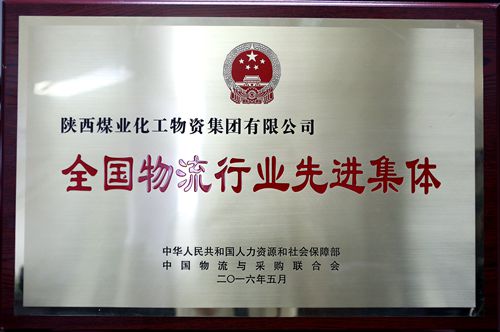 陕西煤业化工物资集团有限公司
全国物流行业先进集体
中华人民共和国人力资源和社会保障部
中国物流与采购联合会
二〇一六年五月